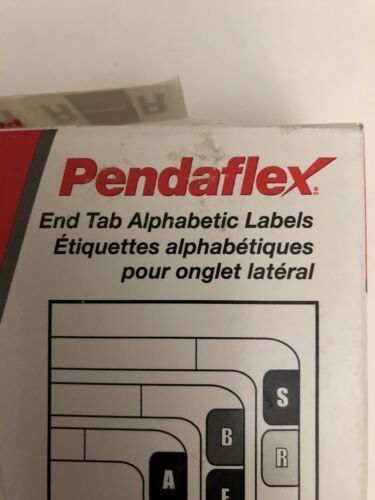 R R
Pendaflex®
End Tab Alphabetic Labels
Étiquettes alphabétiques
pour onglet latéral
S
B
R
A